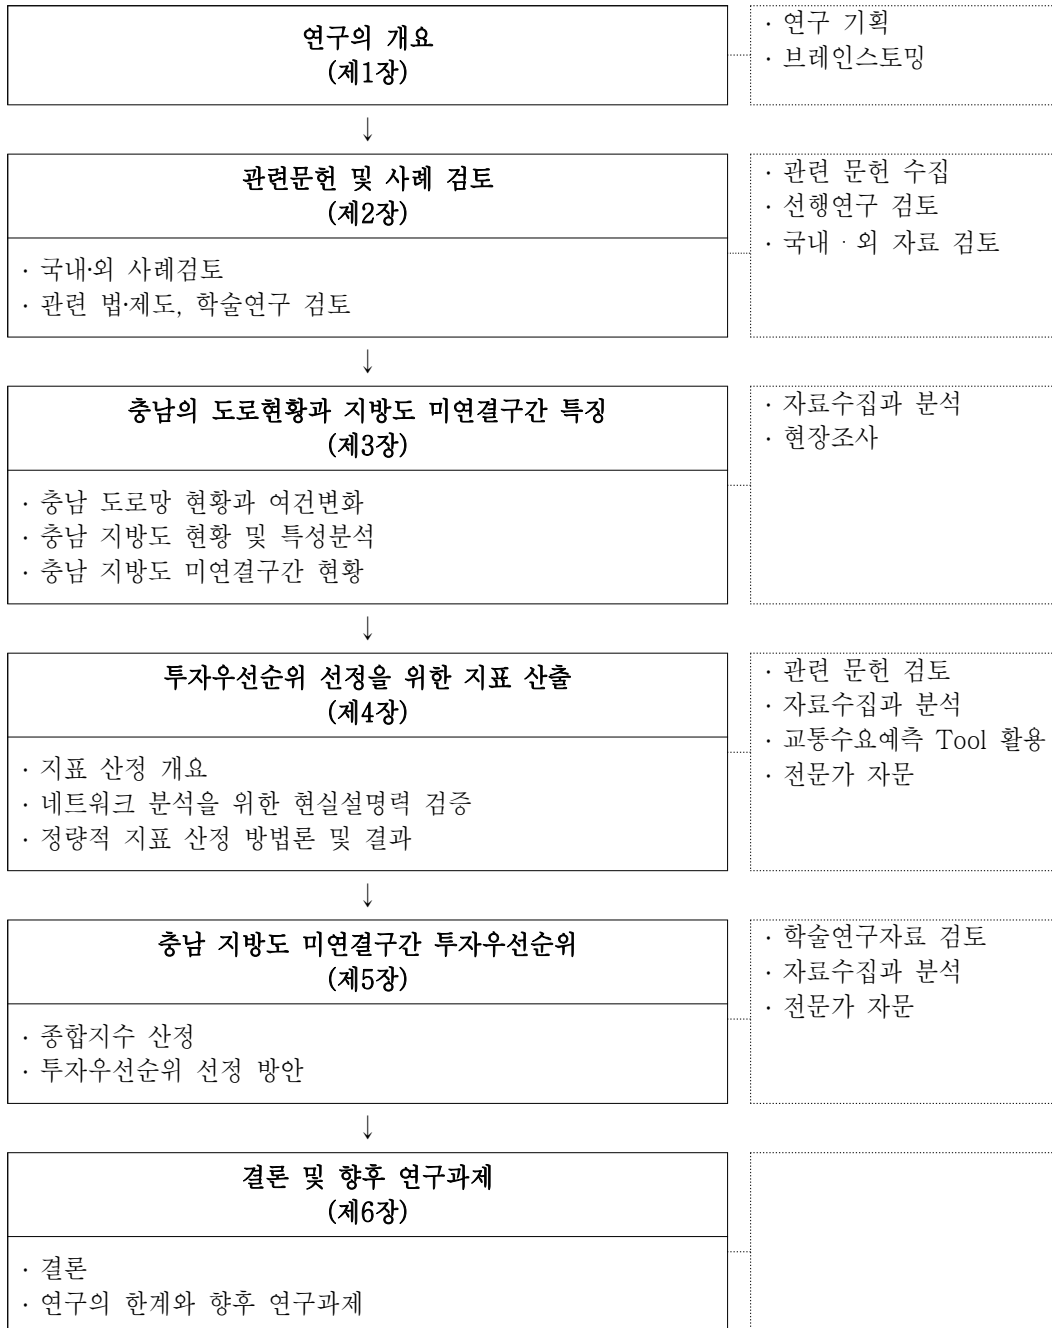 연구의 개요
(제1장)
· 연구 기획
· 브레인스토밍
↓
관련문헌 및 사례 검토
(제2장)
· 국내·외 사례검토
· 관련 법·제도, 학술연구 검토
· 관련 문헌 수집
· 선행연구 검토
· 국내 · 외 자료 검토
↓
충남의 도로현황과 지방도 미연결구간 특징
(제3장)
· 충남 도로망 현황과 여건변화
· 충남 지방도 현황 및 특성분석
· 충남 지방도 미연결구간 현황
· 자료수집과 분석
· 현장조사
↓
투자우선순위 선정을 위한 지표 산출
(제4장)
· 지표 산정 개요
· 네트워크 분석을 위한 현실설명력 검증
· 정량적 지표 산정 방법론 및 결과
· 관련 문헌 검토
· 자료수집과 분석
· 교통수요예측 Tool 활용
· 전문가 자문
↓
충남 지방도 미연결구간 투자우선순위
(제5장)
· 종합지수 산정
· 투자우선순위 선정 방안
· 학술연구자료 검토
· 자료수집과 분석
· 전문가 자문
↓
결론 및 향후 연구과제
(제6장)
· 결론
· 연구의 한계와 향후 연구과제